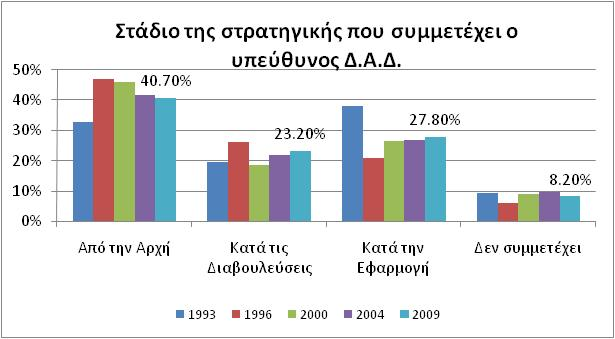 Στάδιο της στρατηγικής που συμμετέχει ο
υπεύθυνος Δ.Α.Δ.
50%
40%
30%
20%
10%
0%
40.70%
23.20%
27.80%
8.20%
Από την Αρχή
Κατά τις
Διαβουλεύσεις
Κατά την
Εφαρμογή
Δεν συμμετέχει
1993 1996 2000 2004 2009